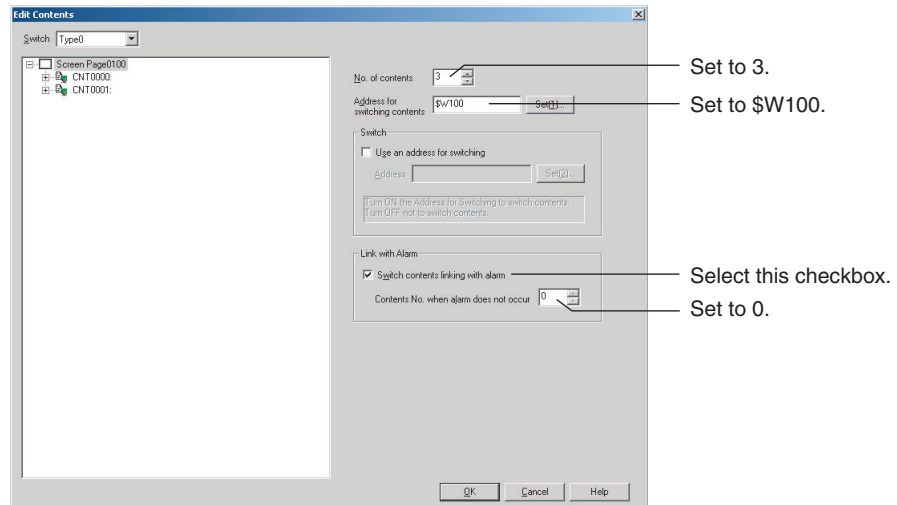 Edit Contents
Switch Type0
Screen Page0100
CNT0000:
CNT0001:
No. of contents 3
Set to 3.
Address for
switching contents $W100 Set(1)...
Set to $W100.
Switch
Use an address for switching
Address Set(2)...
Turn ON the Address for Switching to switch contents.
Turn OFF not to switch contents.
Link with Alarm
Switch contents linking with alarm
Select this checkbox.
Contents No. when alarm does not occur 0
Set to 0.
OK Cancel Help